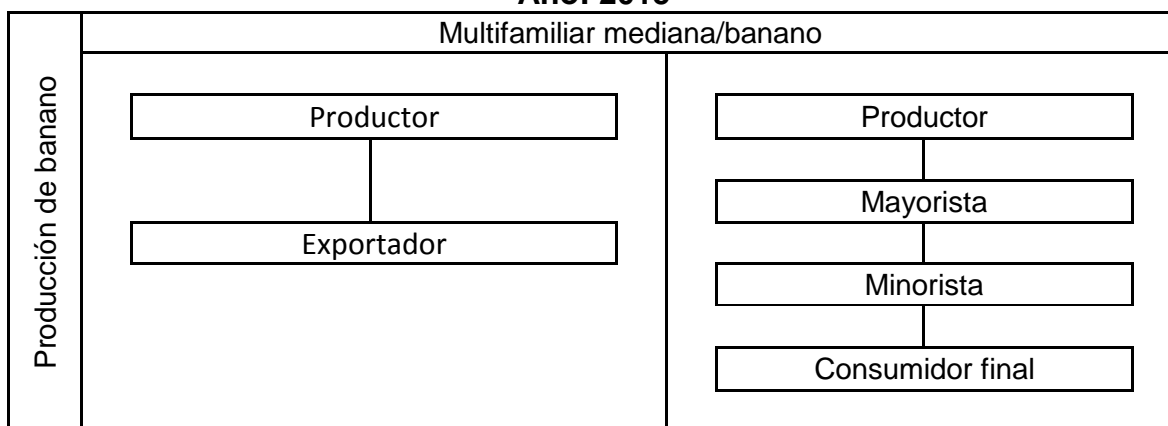 Multifamiliar mediana/banano
Producción de banano
Productor
Exportador
Productor
Mayorista
Minorista
Consumidor final